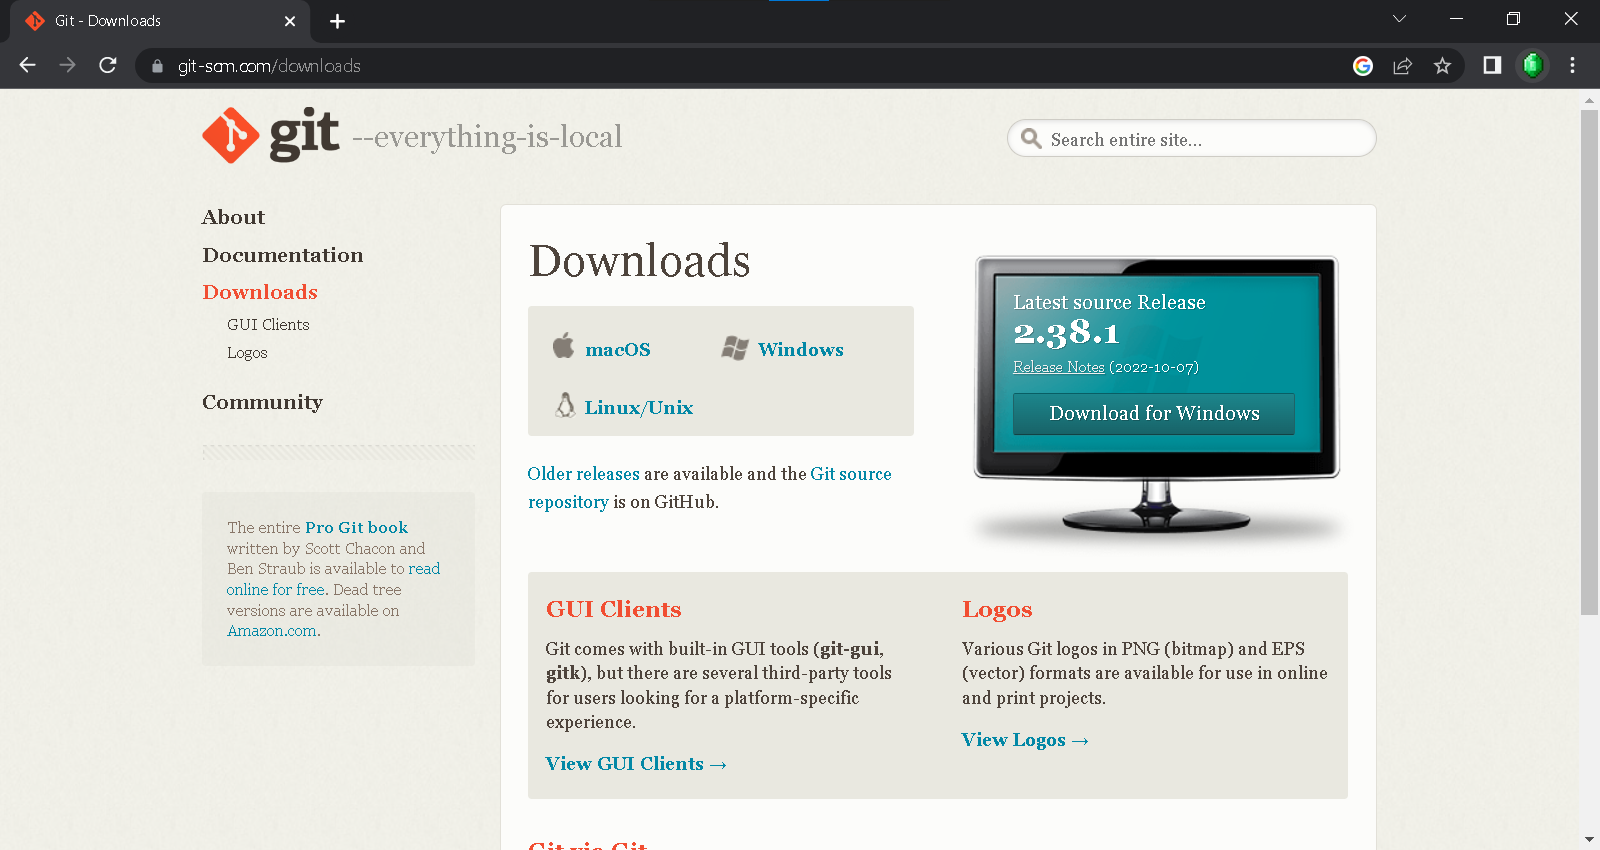 Git - Downloads
git-scm.com/downloads
git --everything-is-local
Search entire site...
About
Documentation
Downloads
GUI Clients
Logos
Community
The entire Pro Git book
written by Scott Chacon and
Ben Straub is available to read
online for free. Dead tree
versions are available on
Amazon.com.
Downloads
macOS
Windows
Linux/Unix
Older releases are available and the Git source
repository is on GitHub.
Latest source Release
2.38.1
Release Notes (2022-10-07)
Download for Windows
GUI Clients
Git comes with built-in GUI tools (git-gui,
gitk), but there are several third-party tools
for users looking for a platform-specific
experience.
View GUI Clients →
Logos
Various Git logos in PNG (bitmap) and EPS
(vector) formats are available for use in online
and print projects.
View Logos →
Git via Git